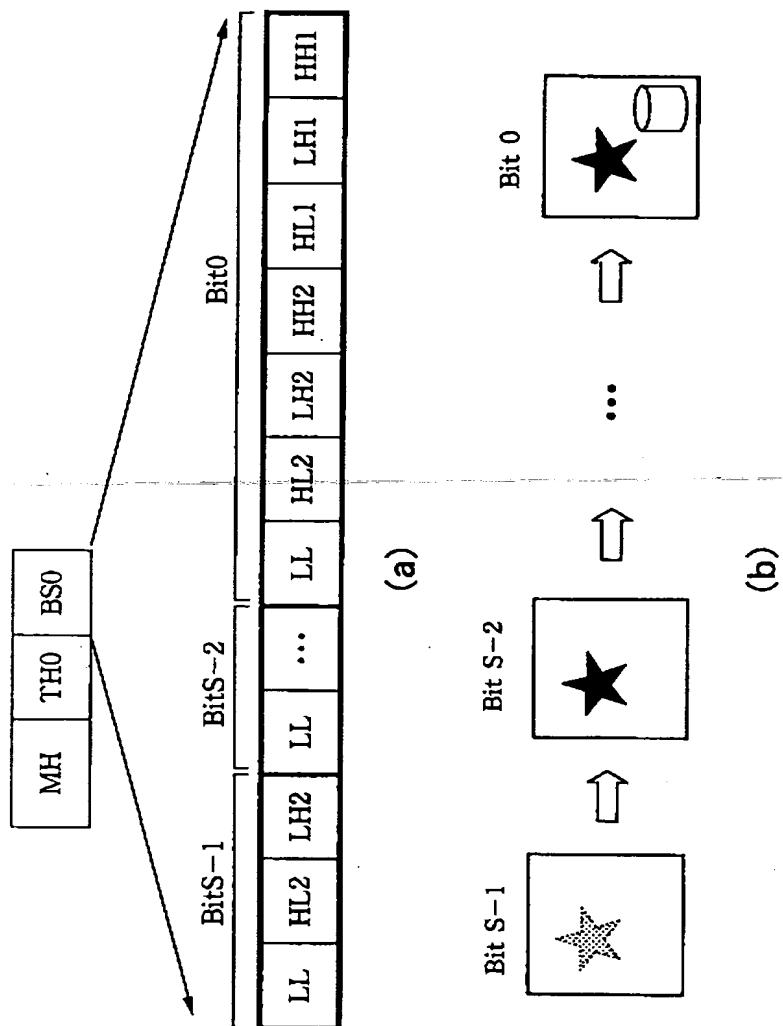 MH TH0 BS0
BitS-1 BitS-2 Bit0
LL HL2 LH2 LL ... LL HL2 LH2 HH2 HL1 LH1 HH1
(a)
Bit S-1 Bit S-2 ... Bit 0
(b)